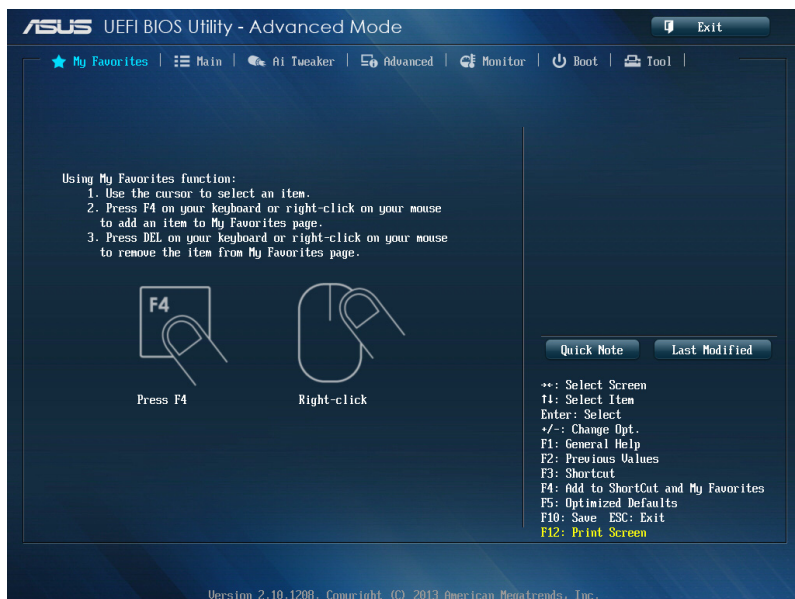 ASUS UEFI BIOS Utility - Advanced Mode
Exit
My Favorites | Main | Ai Tweaker | Advanced | Monitor | Boot | Tool |
Using My Favorites function:
1. Use the cursor to select an item.
2. Press F4 on your keyboard or right-click on your mouse
to add an item to My Favorites page.
3. Press DEL on your keyboard or right-click on your mouse
to remove the item from My Favorites page.
F4
Press F4
Right-click
Quick Note
Last Modified
→←: Select Screen
↑↓: Select Item
Enter: Select
+/-: Change Opt.
F1: General Help
F2: Previous Values
F3: Shortcut
F4: Add to ShortCut and My Favorites
F5: Optimized Defaults
F10: Save ESC: Exit
F12: Print Screen
Version 2.10.1208. Copyright (C) 2013 American Megatrends, Inc.